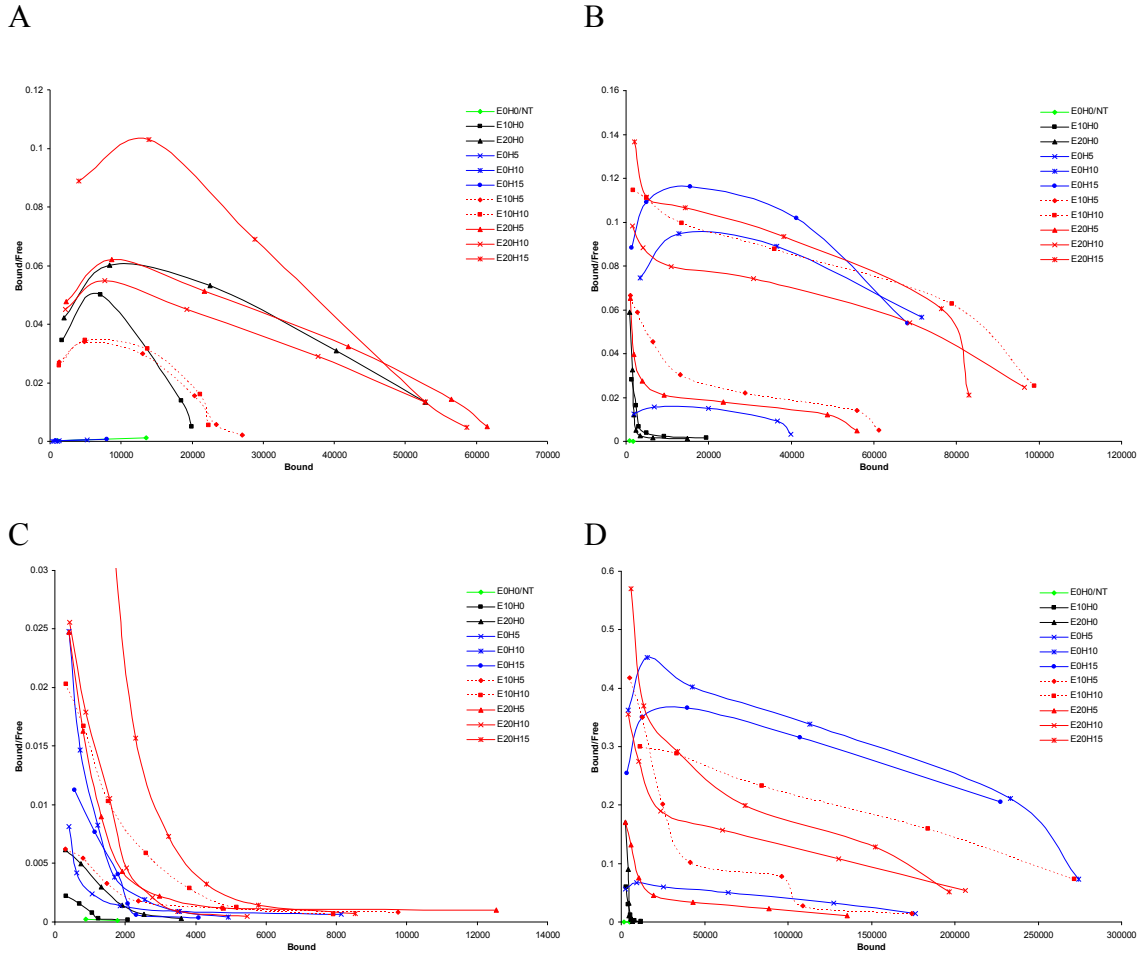 A
0.12
0.1
0.08
0.06
0.04
0.02
0
0 10000 20000 30000 40000 50000 60000 70000
Bound
Bound/Free
E0H0/NT
E10H0
E20H0
E0H5
E0H10
E0H15
E10H5
E10H10
E20H5
E20H10
E20H15
B
0.16
0.14
0.12
0.1
0.08
0.06
0.04
0.02
0
0 20000 40000 60000 80000 100000 120000
Bound
Bound/Free
E0H0/NT
E10H0
E20H0
E0H5
E0H10
E0H15
E10H5
E10H10
E20H5
E20H10
E20H15
C
0.03
0.025
0.02
0.015
0.01
0.005
0
0 2000 4000 6000 8000 10000 12000 14000
Bound
Bound/Free
E0H0/NT
E10H0
E20H0
E0H5
E0H10
E0H15
E10H5
E10H10
E20H5
E20H10
E20H15
D
0.6
0.5
0.4
0.3
0.2
0.1
0
0 50000 100000 150000 200000 250000 300000
Bound
Bound/Free
E0H0/NT
E10H0
E20H0
E0H5
E0H10
E0H15
E10H5
E10H10
E20H5
E20H10
E20H15